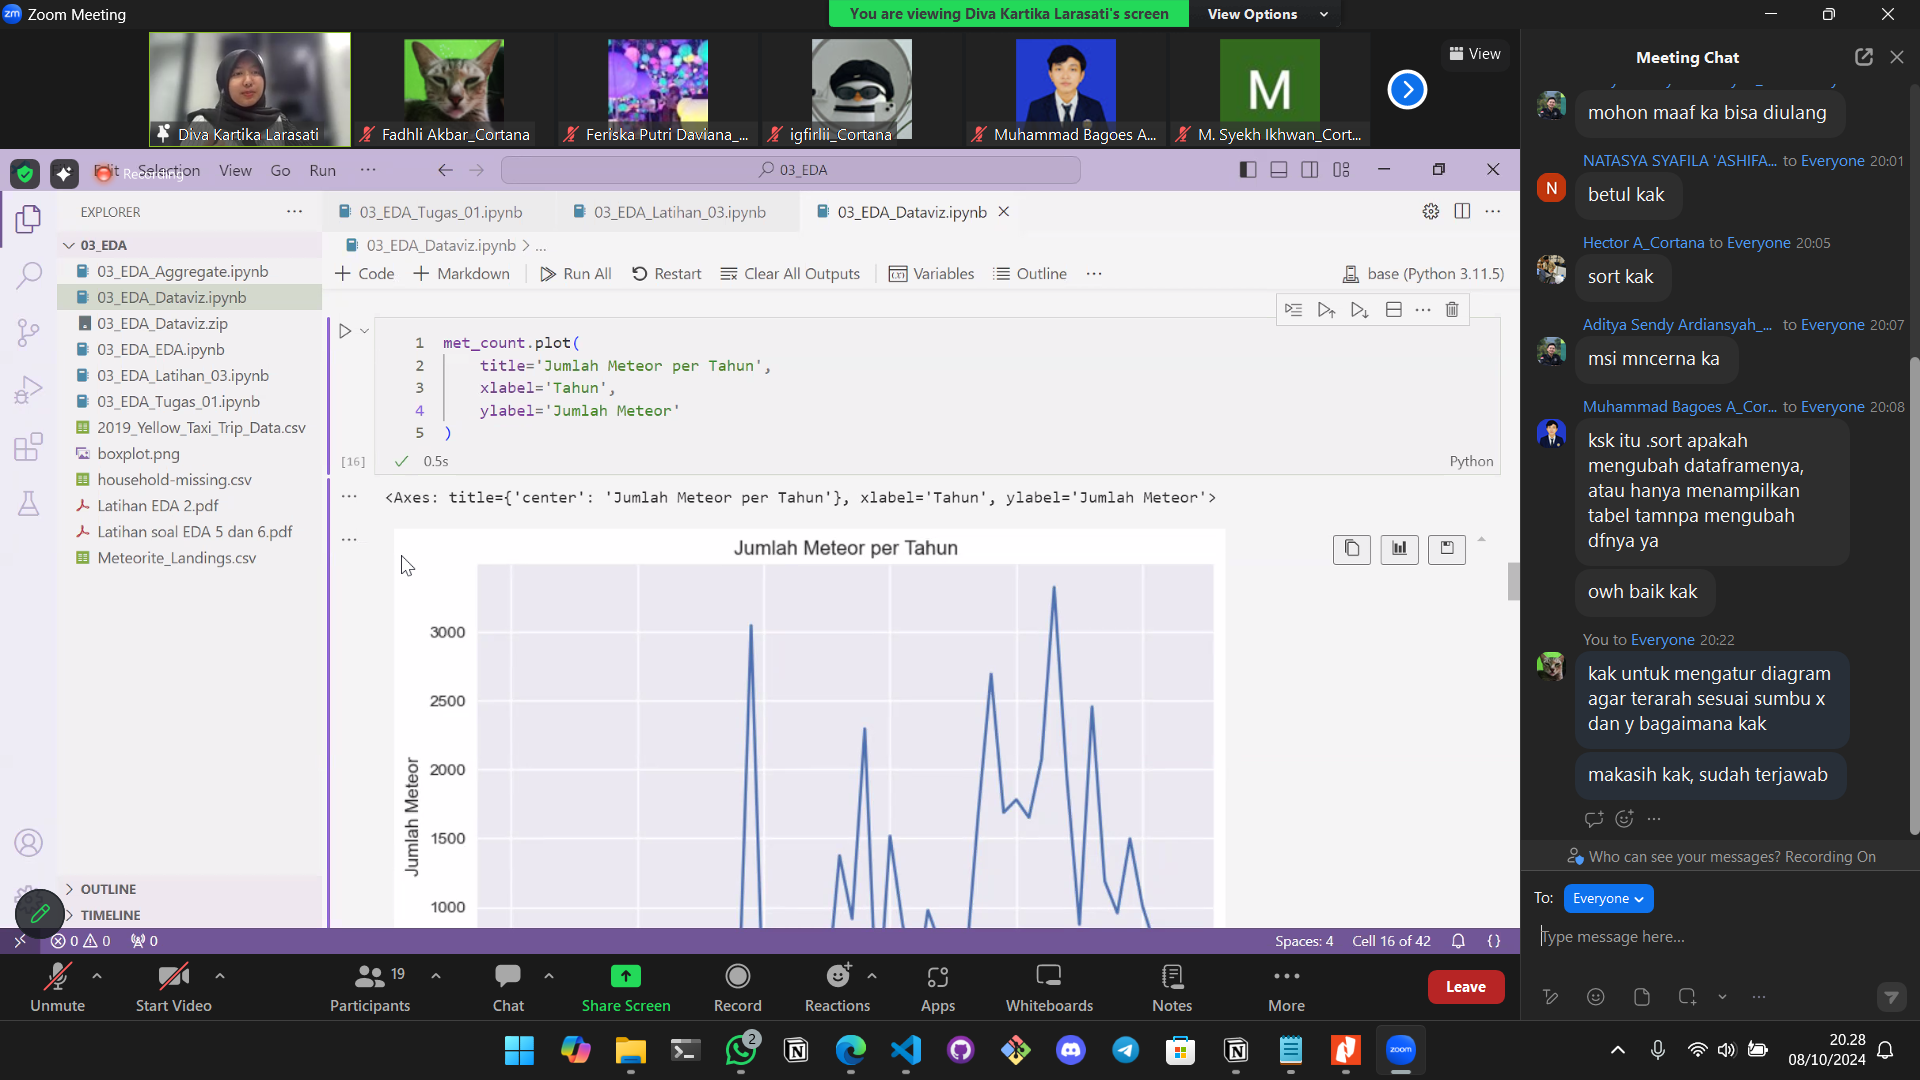 Zoom Meeting
You are viewing Diva Kartika Larasati's screen
View Options
View
Diva Kartika Larasati
Fadhli Akbar_Cortana
Feriska Putri Daviana_...
igfirlii_Cortana
Muhammad Bagoes A...
M
M. Syekh Ikhwan_Cort...
Edit Selection View Go Run ...
Recording
03_EDA
EXPLORER
03_EDA_Tugas_01.ipynb
03_EDA_Latihan_03.ipynb
03_EDA_Dataviz.ipynb
03_EDA
03_EDA_Dataviz.ipynb > ...
03_EDA_Aggregate.ipynb
03_EDA_Dataviz.ipynb
03_EDA_Dataviz.zip
03_EDA_EDA.ipynb
03_EDA_Latihan_03.ipynb
03_EDA_Tugas_01.ipynb
2019_Yellow_Taxi_Trip_Data.csv
boxplot.png
household-missing.csv
Latihan EDA 2.pdf
Latihan soal EDA 5 dan 6.pdf
Meteorite_Landings.csv
OUTLINE
TIMELINE
+ Code + Markdown Run All Restart Clear All Outputs Variables Outline ...
base (Python 3.11.5)
1 met_count.plot(
2 title='Jumlah Meteor per Tahun',
3 xlabel='Tahun',
4 ylabel='Jumlah Meteor'
5 )
[16] 0.5s
Python
<Axes: title={'center': 'Jumlah Meteor per Tahun'}, xlabel='Tahun', ylabel='Jumlah Meteor'>
Jumlah Meteor per Tahun
3000
2500
2000
1500
1000
Jumlah Meteor
0 0 0
Spaces: 4 Cell 16 of 42
Meeting Chat
mohon maaf ka bisa diulang
NATASYA SYAFILA 'ASHIFA... to Everyone 20:01
N
betul kak
Hector A_Cortana to Everyone 20:05
sort kak
Aditya Sendy Ardiansyah_... to Everyone 20:07
msi mncerna ka
Muhammad Bagoes A_Cor... to Everyone 20:08
ksk itu .sort apakah
mengubah dataframenya,
atau hanya menampilkan
tabel tamnpa mengubah
dfnya ya
owh baik kak
You to Everyone 20:22
kak untuk mengatur diagram
agar terarah sesuai sumbu x
dan y bagaimana kak
makasih kak, sudah terjawab
Who can see your messages? Recording On
To: Everyone
Type message here...
Unmute
Start Video
19
Participants
Chat
Share Screen
Record
Reactions
Apps
Whiteboards
Notes
More
Leave
2
zoom
20.28
08/10/2024